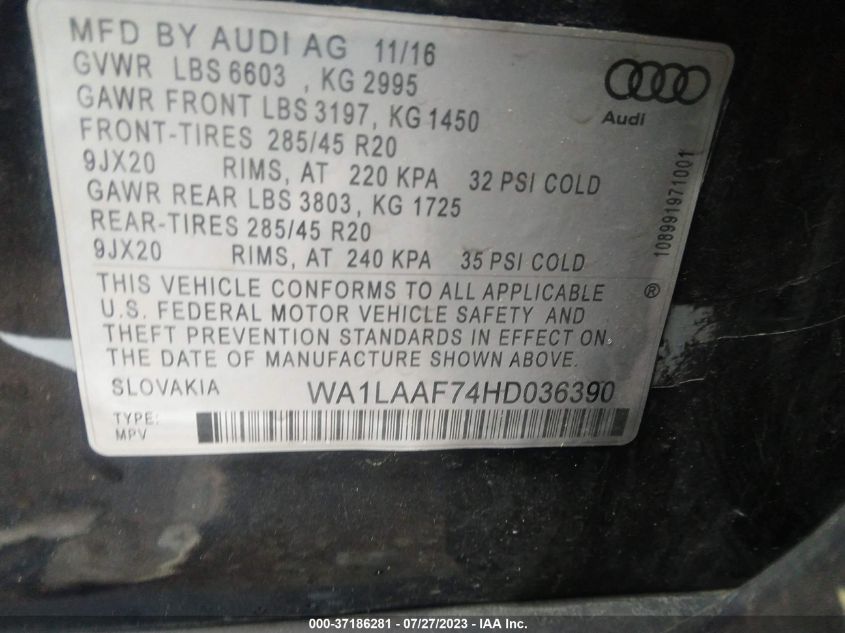 MFD BY AUDI AG 11/16
GVWR LBS 6603 , KG 2995
GAWR FRONT LBS 3197, KG 1450
Audi
FRONT-TIRES 285/45 R20
9JX20 RIMS, AT 220 KPA 32 PSI COLD
GAWR REAR LBS 3803, KG 1725
REAR-TIRES 285/45 R20
9JX20 RIMS, AT 240 KPA 35 PSI COLD
108991971001
THIS VEHICLE CONFORMS TO ALL APPLICABLE ®
U.S. FEDERAL MOTOR VEHICLE SAFETY AND
THEFT PREVENTION STANDARDS IN EFFECT ON
THE DATE OF MANUFACTURE SHOWN ABOVE.
SLOVAKIA WA1LAAF74HD036390
TYPE:
MPV
000-37186281 - 07/27/2023 - IAA Inc.